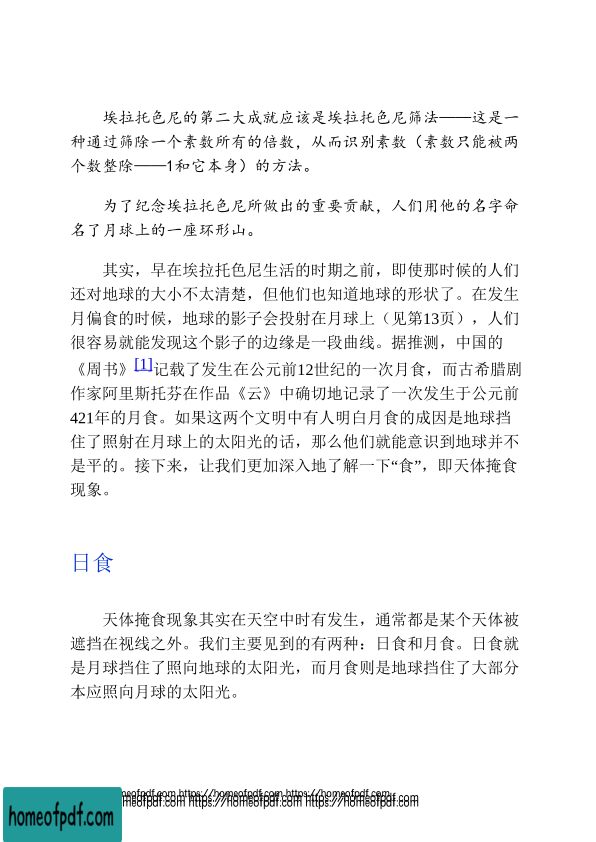 埃拉托色尼的第二大成就应该是埃拉托色尼筛法——这是一
种通过筛除一个素数所有的倍数，从而识别素数（素数只能被两
个数整除——1和它本身）的方法。
为了纪念埃拉托色尼所做出的重要贡献，人们用他的名字命
名了月球上的一座环形山。
其实，早在埃拉托色尼生活的时期之前，即使那时候的人们
还对地球的大小不太清楚，但他们也知道地球的形状了。在发生
月偏食的时候，地球的影子会投射在月球上（见第13页），人们
很容易就能发现这个影子的边缘是一段曲线。据推测，中国的
《周书》[1]记载了发生在公元前12世纪的一次月食，而古希腊剧
作家阿里斯托芬在作品《云》中确切地记录了一次发生于公元前
421年的月食。如果这两个文明中有人明白月食的成因是地球挡
住了照射在月球上的太阳光的话，那么他们就能意识到地球并不
是平的。接下来，让我们更加深入地了解一下“食”，即天体掩食
现象。
日食
天体掩食现象其实在天空中时有发生，通常都是某个天体被
遮挡在视线之外。我们主要见到的有两种：日食和月食。日食就
是月球挡住了照向地球的太阳光，而月食则是地球挡住了大部分
本应照向月球的太阳光。
homeofpdf.com https://homeofpdf.com https://homeofpdf.com
homeofpdf.com https://homeofpdf.com https://homeofpdf.com
homeofpdf.com